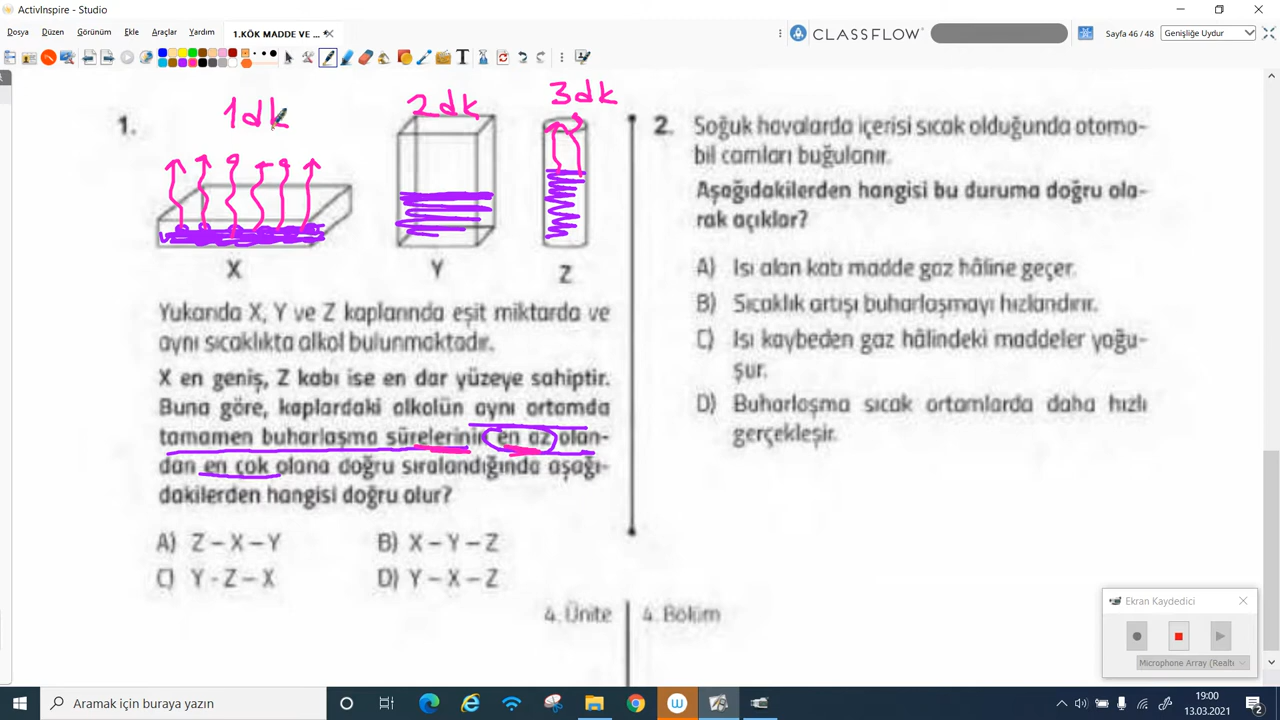 ActivInspire - Studio
Dosya Düzen Görünüm Ekle Araçlar Yardım
1.KÖK MADDE VE ...
CLASSFLOW
Sayfa 46 / 48
Genişliğe Uydur
1dk
2dk
3dk
1.
X
Y
Z
Yukarıda X, Y ve Z kaplarında eşit miktarda ve
aynı sıcaklıkta alkol bulunmaktadır.
X en geniş, Z kabı ise en dar yüzeye sahiptir.
Buna göre, kaplardaki alkolün aynı ortamda
tamamen buharlaşma sürelerinin en az olan-
dan en çok olana doğru sıralandığında aşağı-
dakilerden hangisi doğru olur?
A) Z – X – Y
B) X – Y – Z
C) Y - Z – X
D) Y – X – Z
2. Soğuk havalarda içerisi sıcak olduğunda otomo-
bil camları buğulanır.
Aşağıdakilerden hangisi bu durumu doğru ola-
rak açıklar?
A) Isı alan katı madde gaz hâline geçer.
B) Sıcaklık artışı buharlaşmayı hızlandırır.
C) Isı kaybeden gaz hâlindeki maddeler yoğu-
şur.
D) Buharlaşma sıcak ortamlarda daha hızlı
gerçekleşir.
4. Ünite
4. Bölüm
Ekran Kaydedici
Microphone Array (Realte
Aramak için buraya yazın
19:00
13.03.2021
2